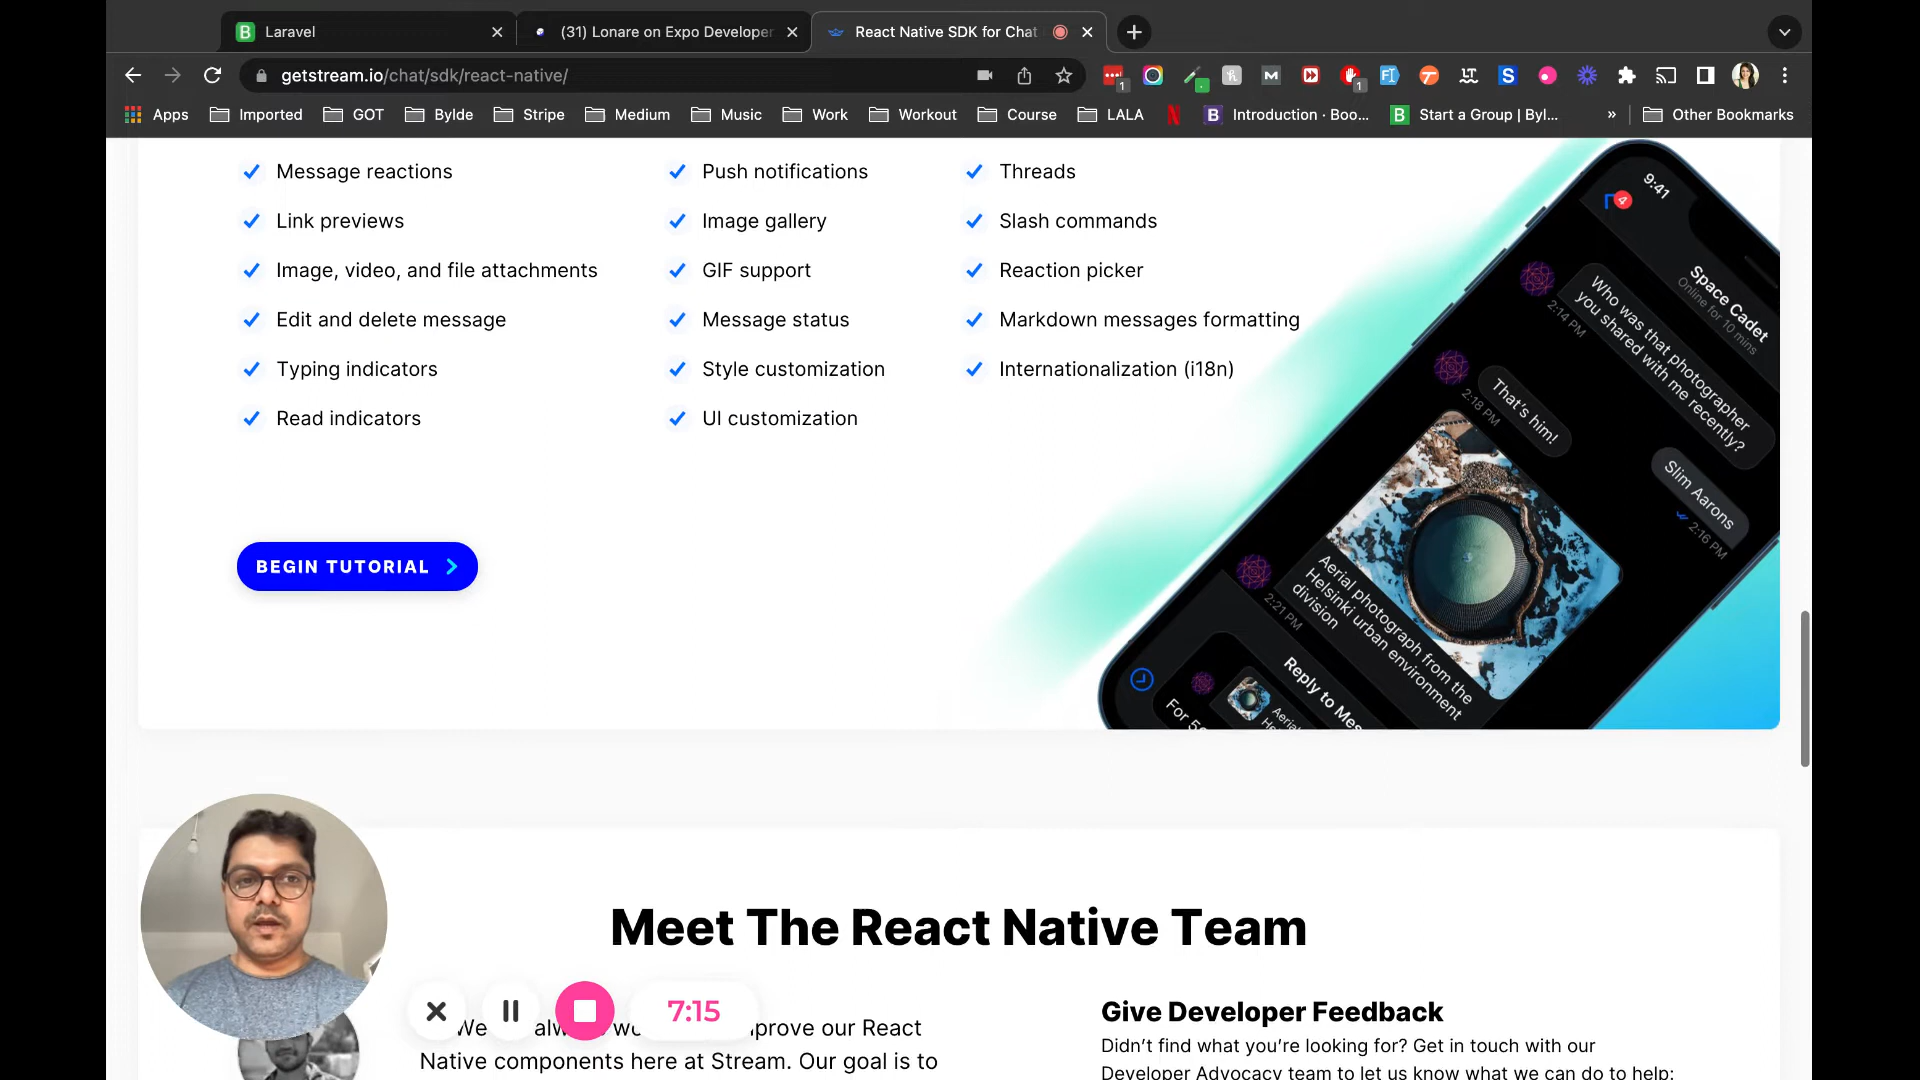 Laravel
(31) Lonare on Expo Developer
React Native SDK for Chat
getstream.io/chat/sdk/react-native/
1
1
Apps
Imported
GOT
Bylde
Stripe
Medium
Music
Work
Workout
Course
LALA
Introduction · Boo...
Start a Group | Byl...
»
Other Bookmarks
Message reactions
Link previews
Image, video, and file attachments
Edit and delete message
Typing indicators
Read indicators
Push notifications
Image gallery
GIF support
Message status
Style customization
UI customization
Threads
Slash commands
Reaction picker
Markdown messages formatting
Internationalization (i18n)
BEGIN TUTORIAL
9:41
4
Space Cadet
Online for 10 mins
Who was that photographer
you shared with me recently?
2:14 PM
Slim Aarons
2:16 PM
That's him!
2:18 PM
Aerial photograph from the
Helsinki urban environment
division
2:21 PM
Reply to Mes
For 5
Meet The React Native Team
We
prove our React
Native components here at Stream. Our goal is to
7:15
Give Developer Feedback
Didn’t find what you’re looking for? Get in touch with our
Developer Advocacy team to let us know what we can do to help: